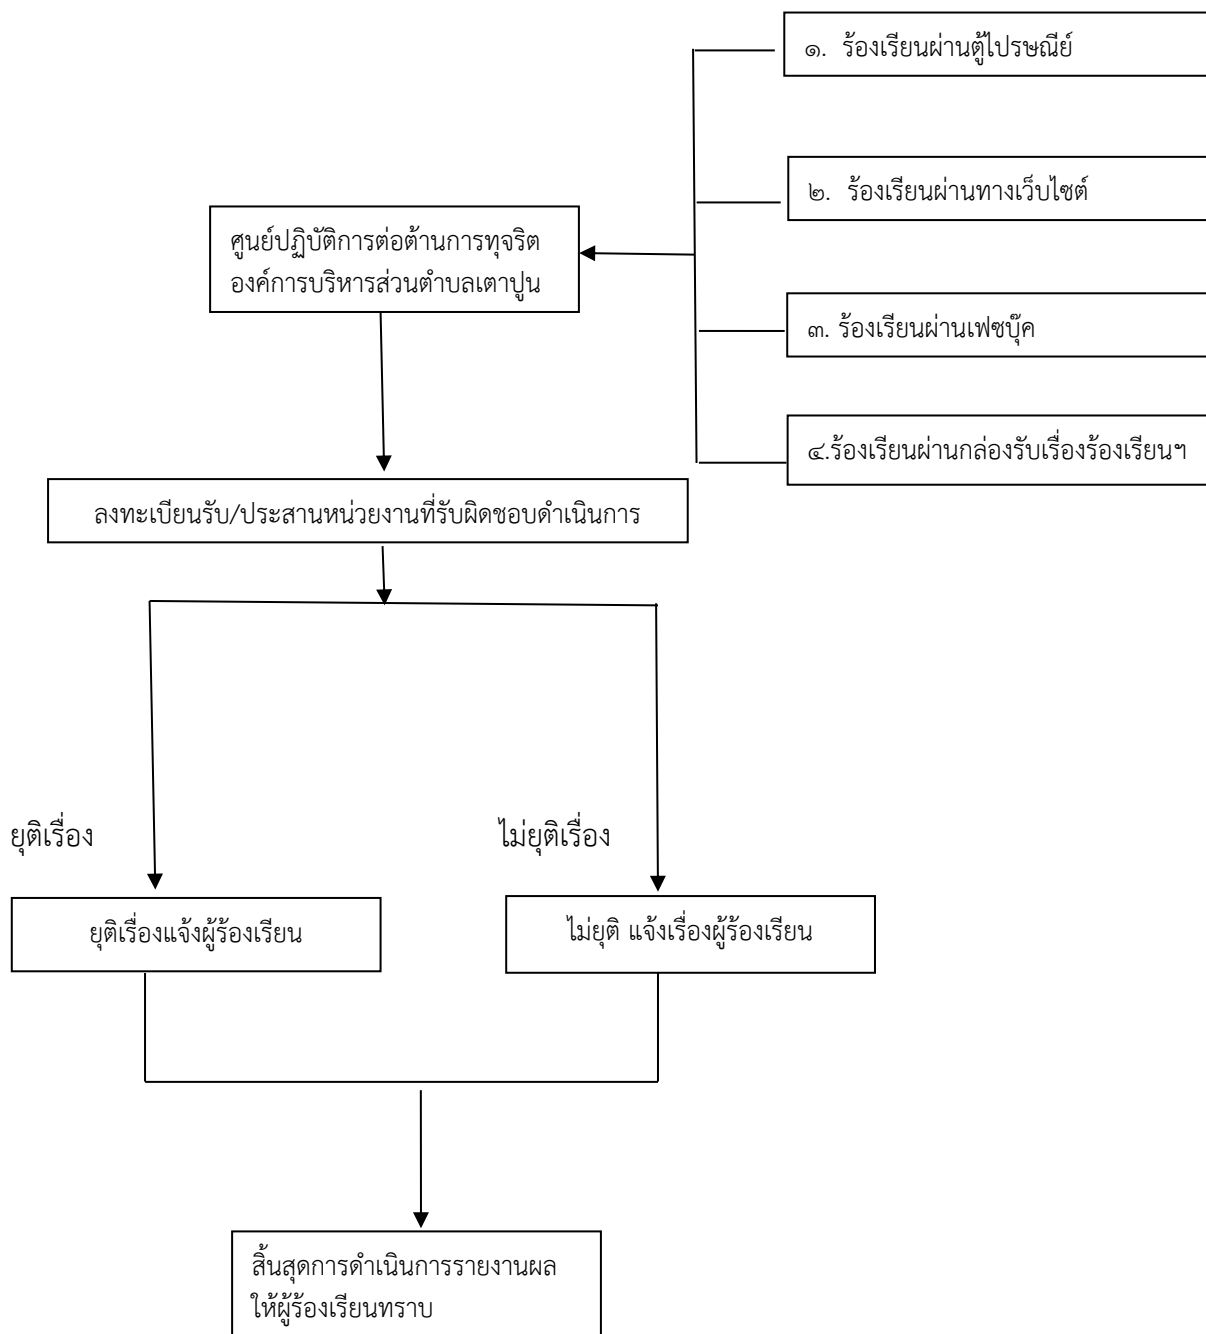 ๑. ร้องเรียนผ่านตู้ไปรษณีย์
๒. ร้องเรียนผ่านทางเว็บไซต์
ศูนย์ปฏิบัติการต่อต้านการทุจริต
องค์การบริหารส่วนตำบลเตาปูน
๓. ร้องเรียนผ่านเฟซบุ๊ค
๔.ร้องเรียนผ่านกล่องรับเรื่องร้องเรียนฯ
ลงทะเบียนรับ/ประสานหน่วยงานที่รับผิดชอบดำเนินการ
ยุติเรื่อง
ไม่ยุติเรื่อง
ยุติเรื่องแจ้งผู้ร้องเรียน
ไม่ยุติ แจ้งเรื่องผู้ร้องเรียน
สิ้นสุดการดำเนินการรายงานผล
ให้ผู้ร้องเรียนทราบ